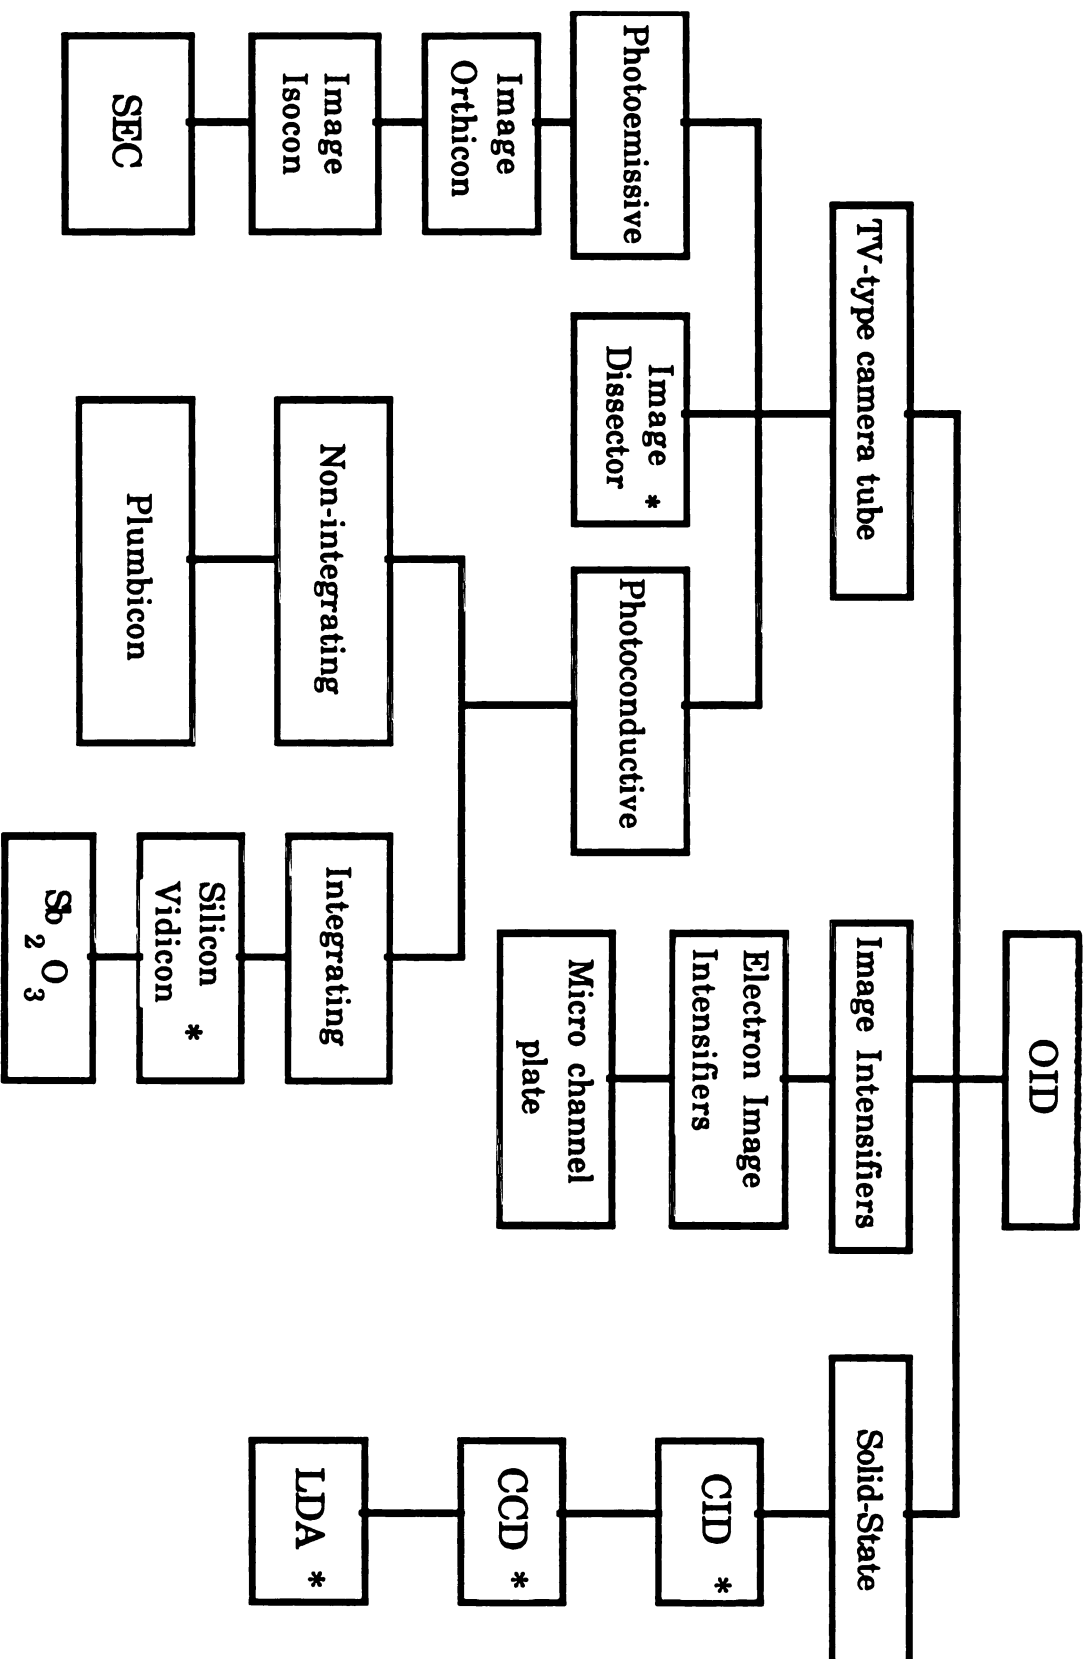 OID
TV-type camera tube
Image Intensifiers
Solid-State
Photoemissive
Image *
Dissector
Photoconductive
Electron Image
Intensifiers
CID *
Image
Orthicon
Micro channel
plate
CCD *
Image
Isocon
Non-integrating
Integrating
LDA *
SEC
Plumbicon
Silicon
Vidicon *
Sb2O3